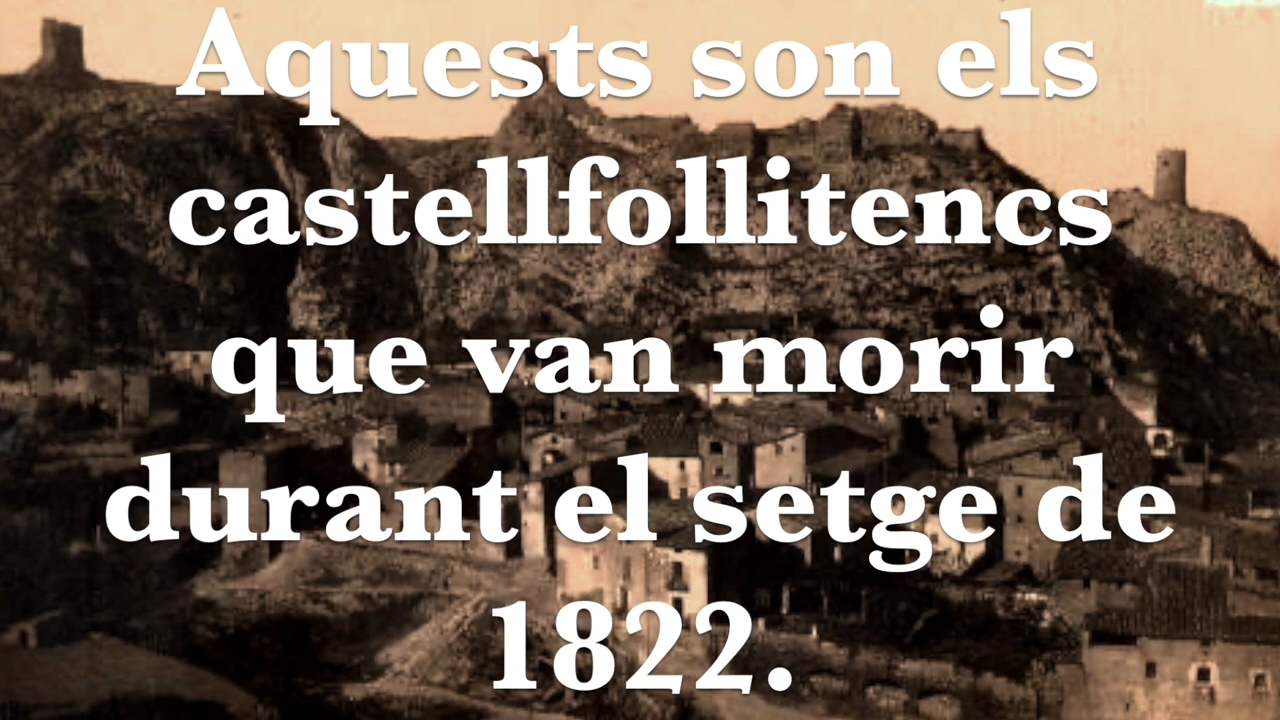 Aquests son els
castellfollitencs
que van morir
durant el setge de
1822.